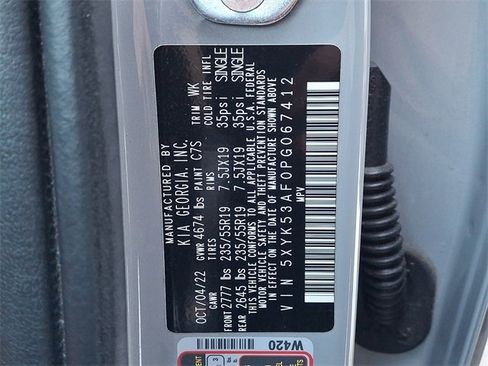 MANUFACTURED BY
KIA GEORGIA, INC.
OCT/04/22 GVWR 4674 lbs PAINT C7S TRIM WK
GAWR TIRES RIMS COLD TIRE INFL
FRONT 2777 lbs 235/55R19 7.5JX19 35psi SINGLE
REAR 2645 lbs 235/55R19 7.5JX19 35psi SINGLE
THIS VEHICLE CONFORMS TO ALL APPLICABLE U.S.A. FEDERAL
MOTOR VEHICLE SAFETY AND THEFT PREVENTION STANDARDS
IN EFFECT ON THE DATE OF MANUFACTURE SHOWN ABOVE
VIN 5XYK53AF0PG067412
MPV
W420